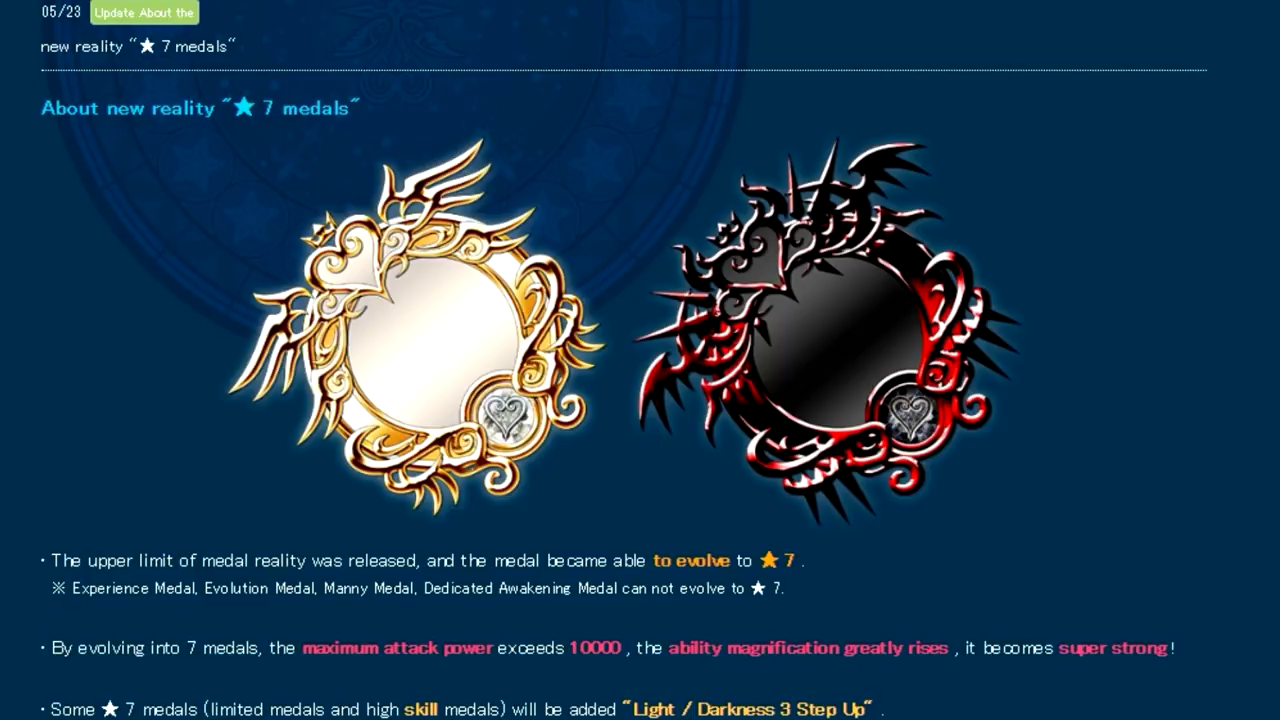 05/23 Update About the
new reality "★ 7 medals"
About new reality "★ 7 medals"
・The upper limit of medal reality was released, and the medal became able to evolve to ★ 7 .
※ Experience Medal, Evolution Medal, Manny Medal, Dedicated Awakening Medal can not evolve to ★ 7.
・By evolving into 7 medals, the maximum attack power exceeds 10000 , the ability magnification greatly rises , it becomes super strong!
・Some ★ 7 medals (limited medals and high skill medals) will be added "Light / Darkness 3 Step Up" .